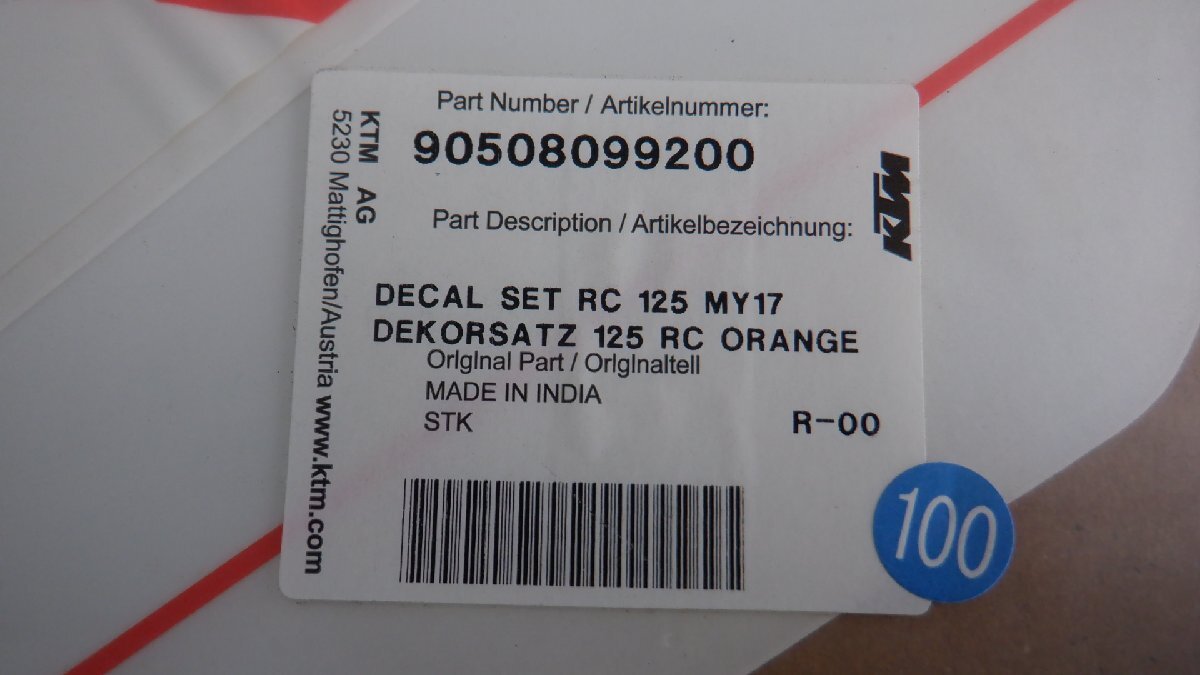 Part Number / Artikelnummer:
90508099200
Part Description / Artikelbezeichnung:
DECAL SET RC 125 MY17
DEKORSATZ 125 RC ORANGE
Original Part / Originalteil
MADE IN INDIA
STK
R-00
KTM AG
5230 Mattighofen/Austria www.ktm.com
KTM
100